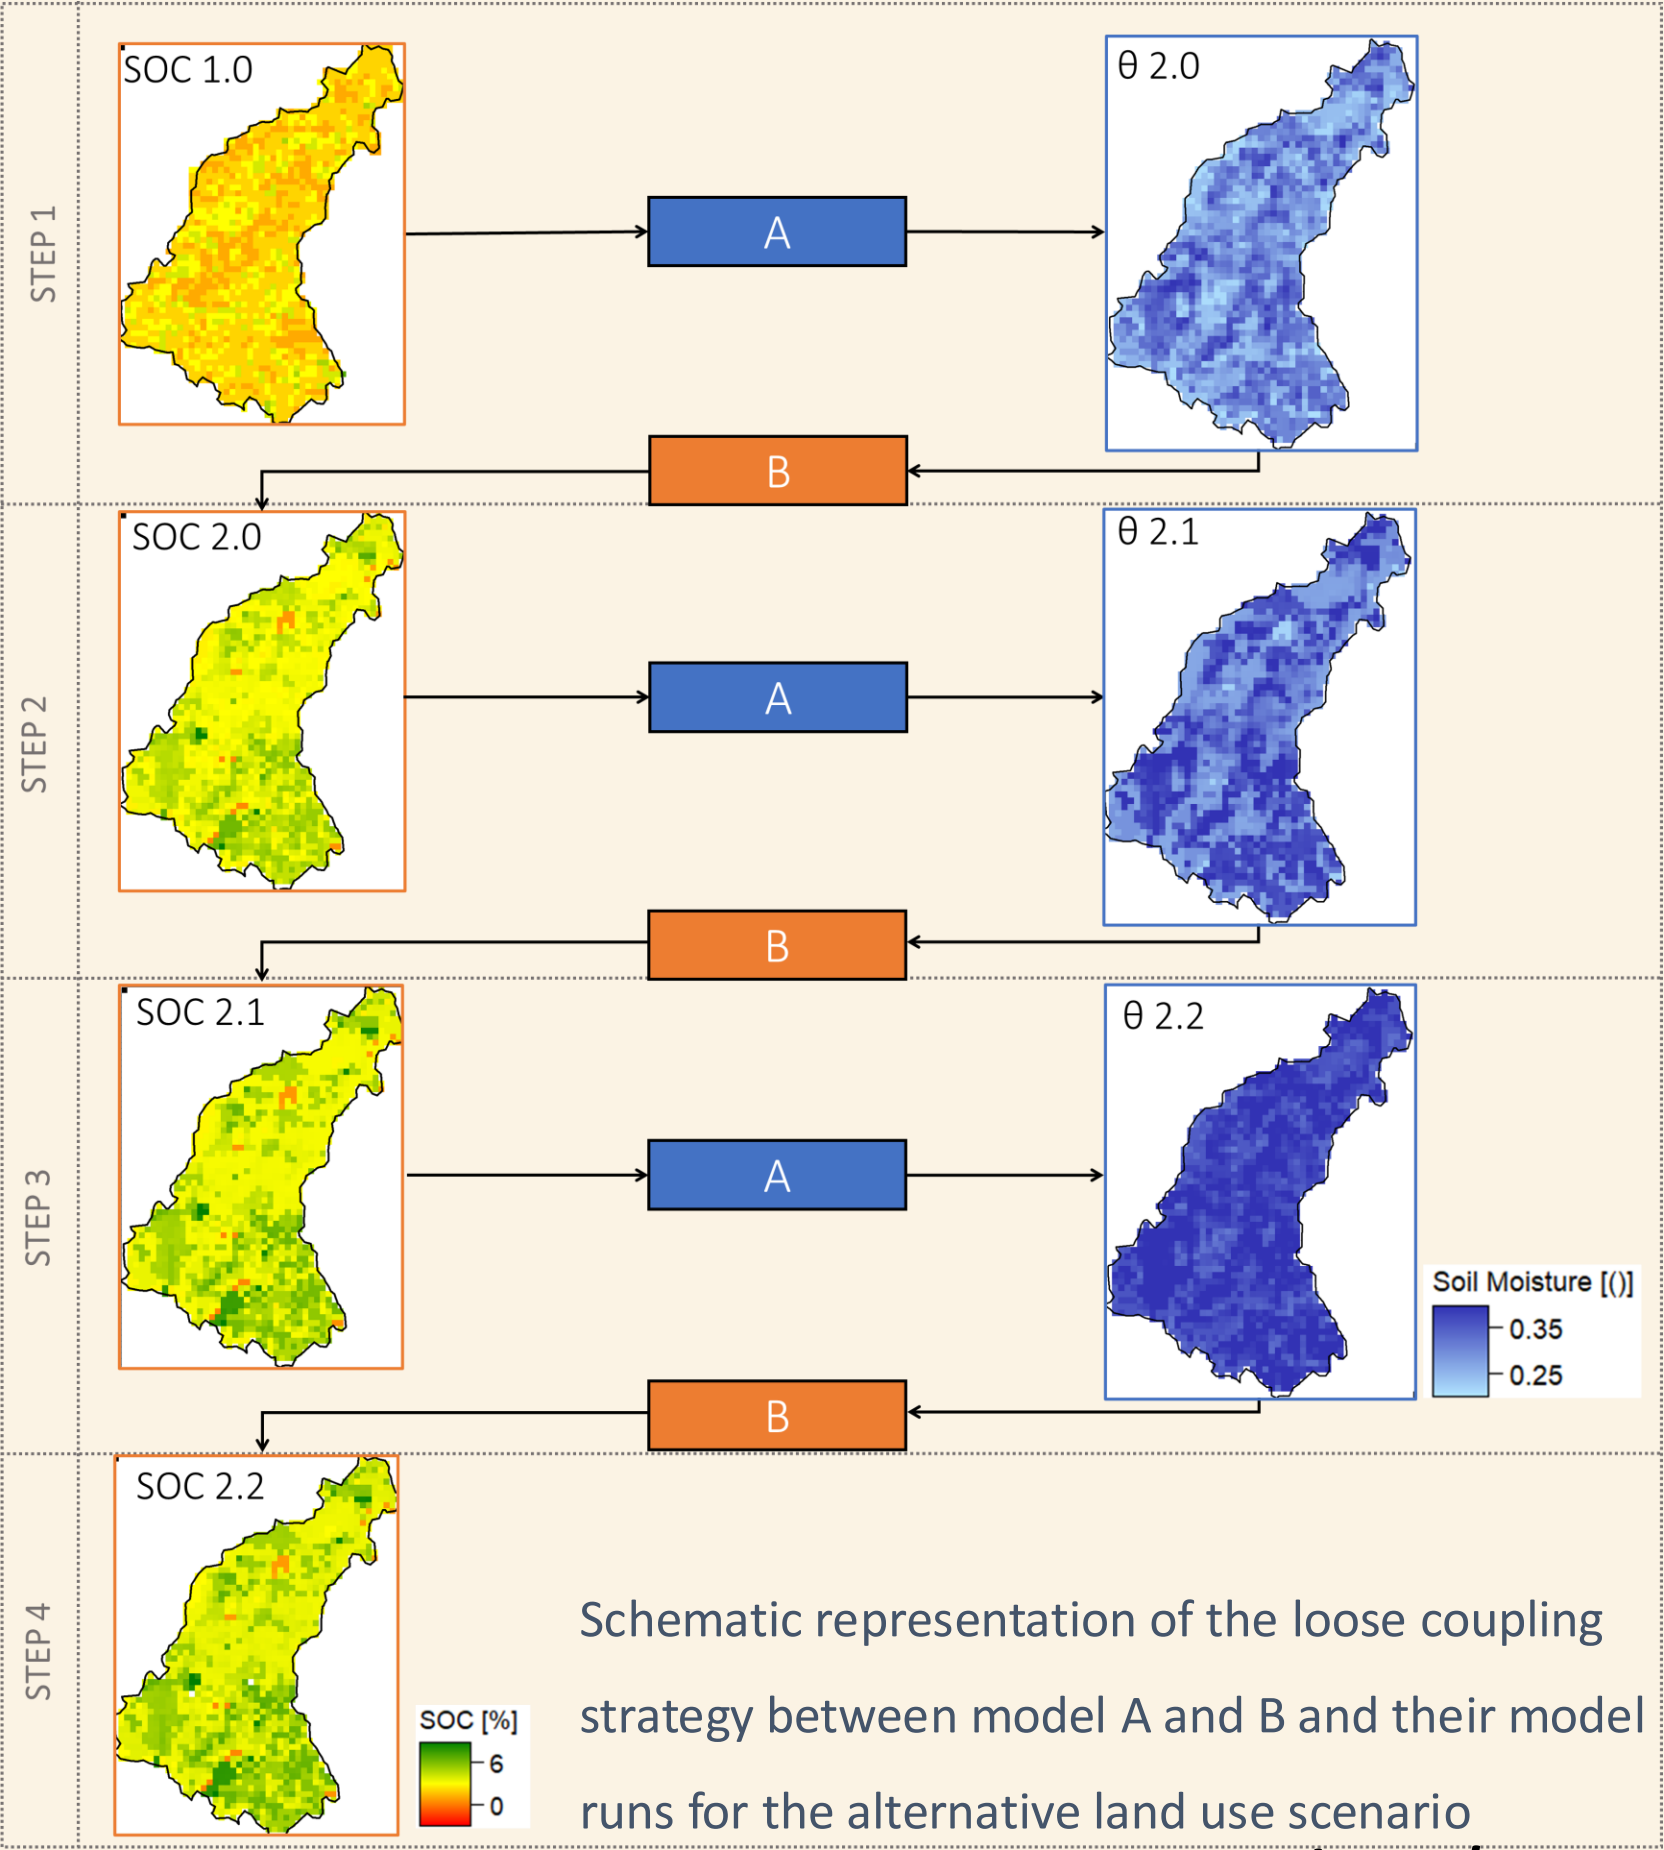 STEP 1
SOC 1.0
A
θ 2.0
B
STEP 2
SOC 2.0
A
θ 2.1
B
STEP 3
SOC 2.1
A
θ 2.2
Soil Moisture [()]
0.35
0.25
B
STEP 4
SOC 2.2
SOC [%]
6
0
Schematic representation of the loose coupling
strategy between model A and B and their model
runs for the alternative land use scenario